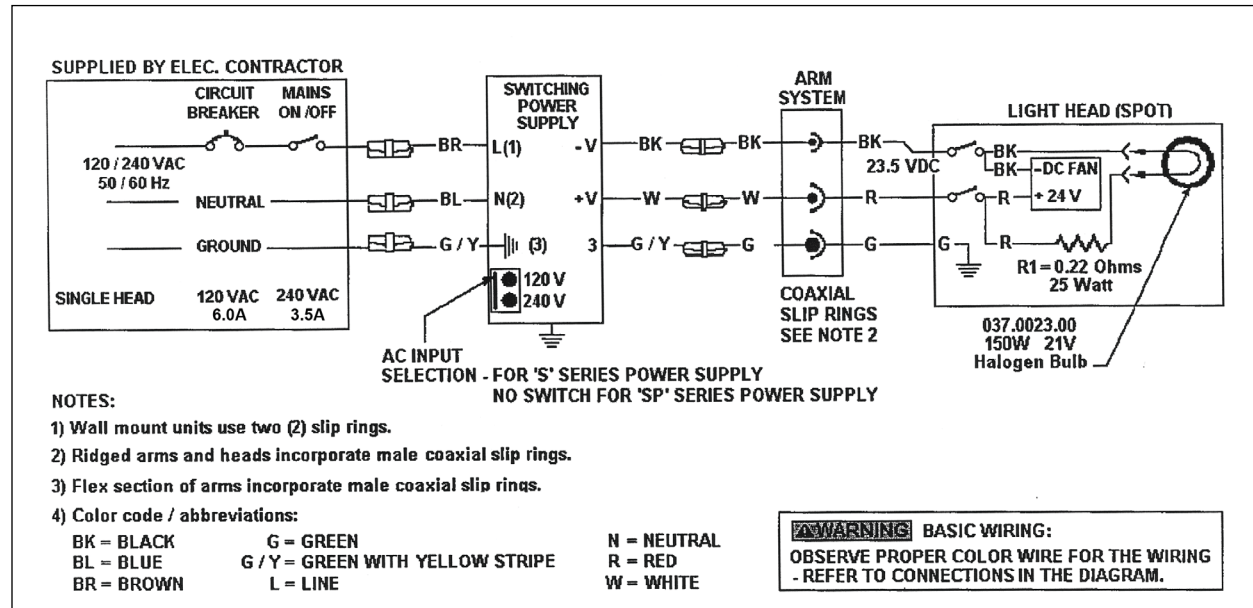 SUPPLIED BY ELEC. CONTRACTOR
CIRCUIT BREAKER
MAINS ON /OFF
120 / 240 VAC
50 / 60 Hz
NEUTRAL
GROUND
SINGLE HEAD
120 VAC
6.0A
240 VAC
3.5A
BR
BL
G / Y
SWITCHING
POWER
SUPPLY
L(1)
-V
N(2)
+V
(3)
3
120 V
240 V
AC INPUT
SELECTION - FOR 'S' SERIES POWER SUPPLY
NO SWITCH FOR 'SP' SERIES POWER SUPPLY
BK
BK
W
W
G / Y
G
ARM
SYSTEM
COAXIAL
SLIP RINGS
SEE NOTE 2
BK
23.5 VDC
R
G
LIGHT HEAD (SPOT)
BK
BK
-DC FAN
R
+ 24 V
R
G
R1 = 0.22 Ohms
25 Watt
037.0023.00
150W 21V
Halogen Bulb
NOTES:
1) Wall mount units use two (2) slip rings.
2) Ridged arms and heads incorporate male coaxial slip rings.
3) Flex section of arms incorporate male coaxial slip rings.
4) Color code / abbreviations:
BK = BLACK G = GREEN N = NEUTRAL
BL = BLUE G / Y = GREEN WITH YELLOW STRIPE R = RED
BR = BROWN L = LINE W = WHITE
WARNING BASIC WIRING:
OBSERVE PROPER COLOR WIRE FOR THE WIRING
- REFER TO CONNECTIONS IN THE DIAGRAM.